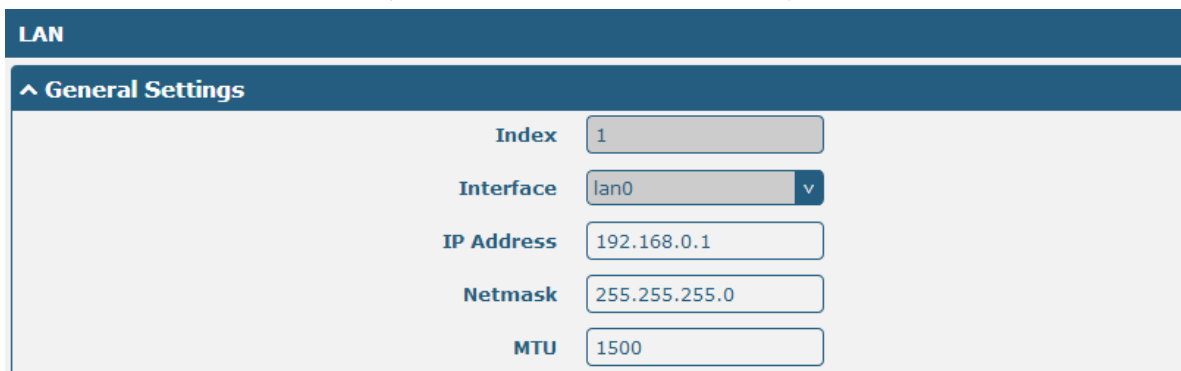 LAN
General Settings
Index 1
Interface lan0 v
IP Address 192.168.0.1
Netmask 255.255.255.0
MTU 1500